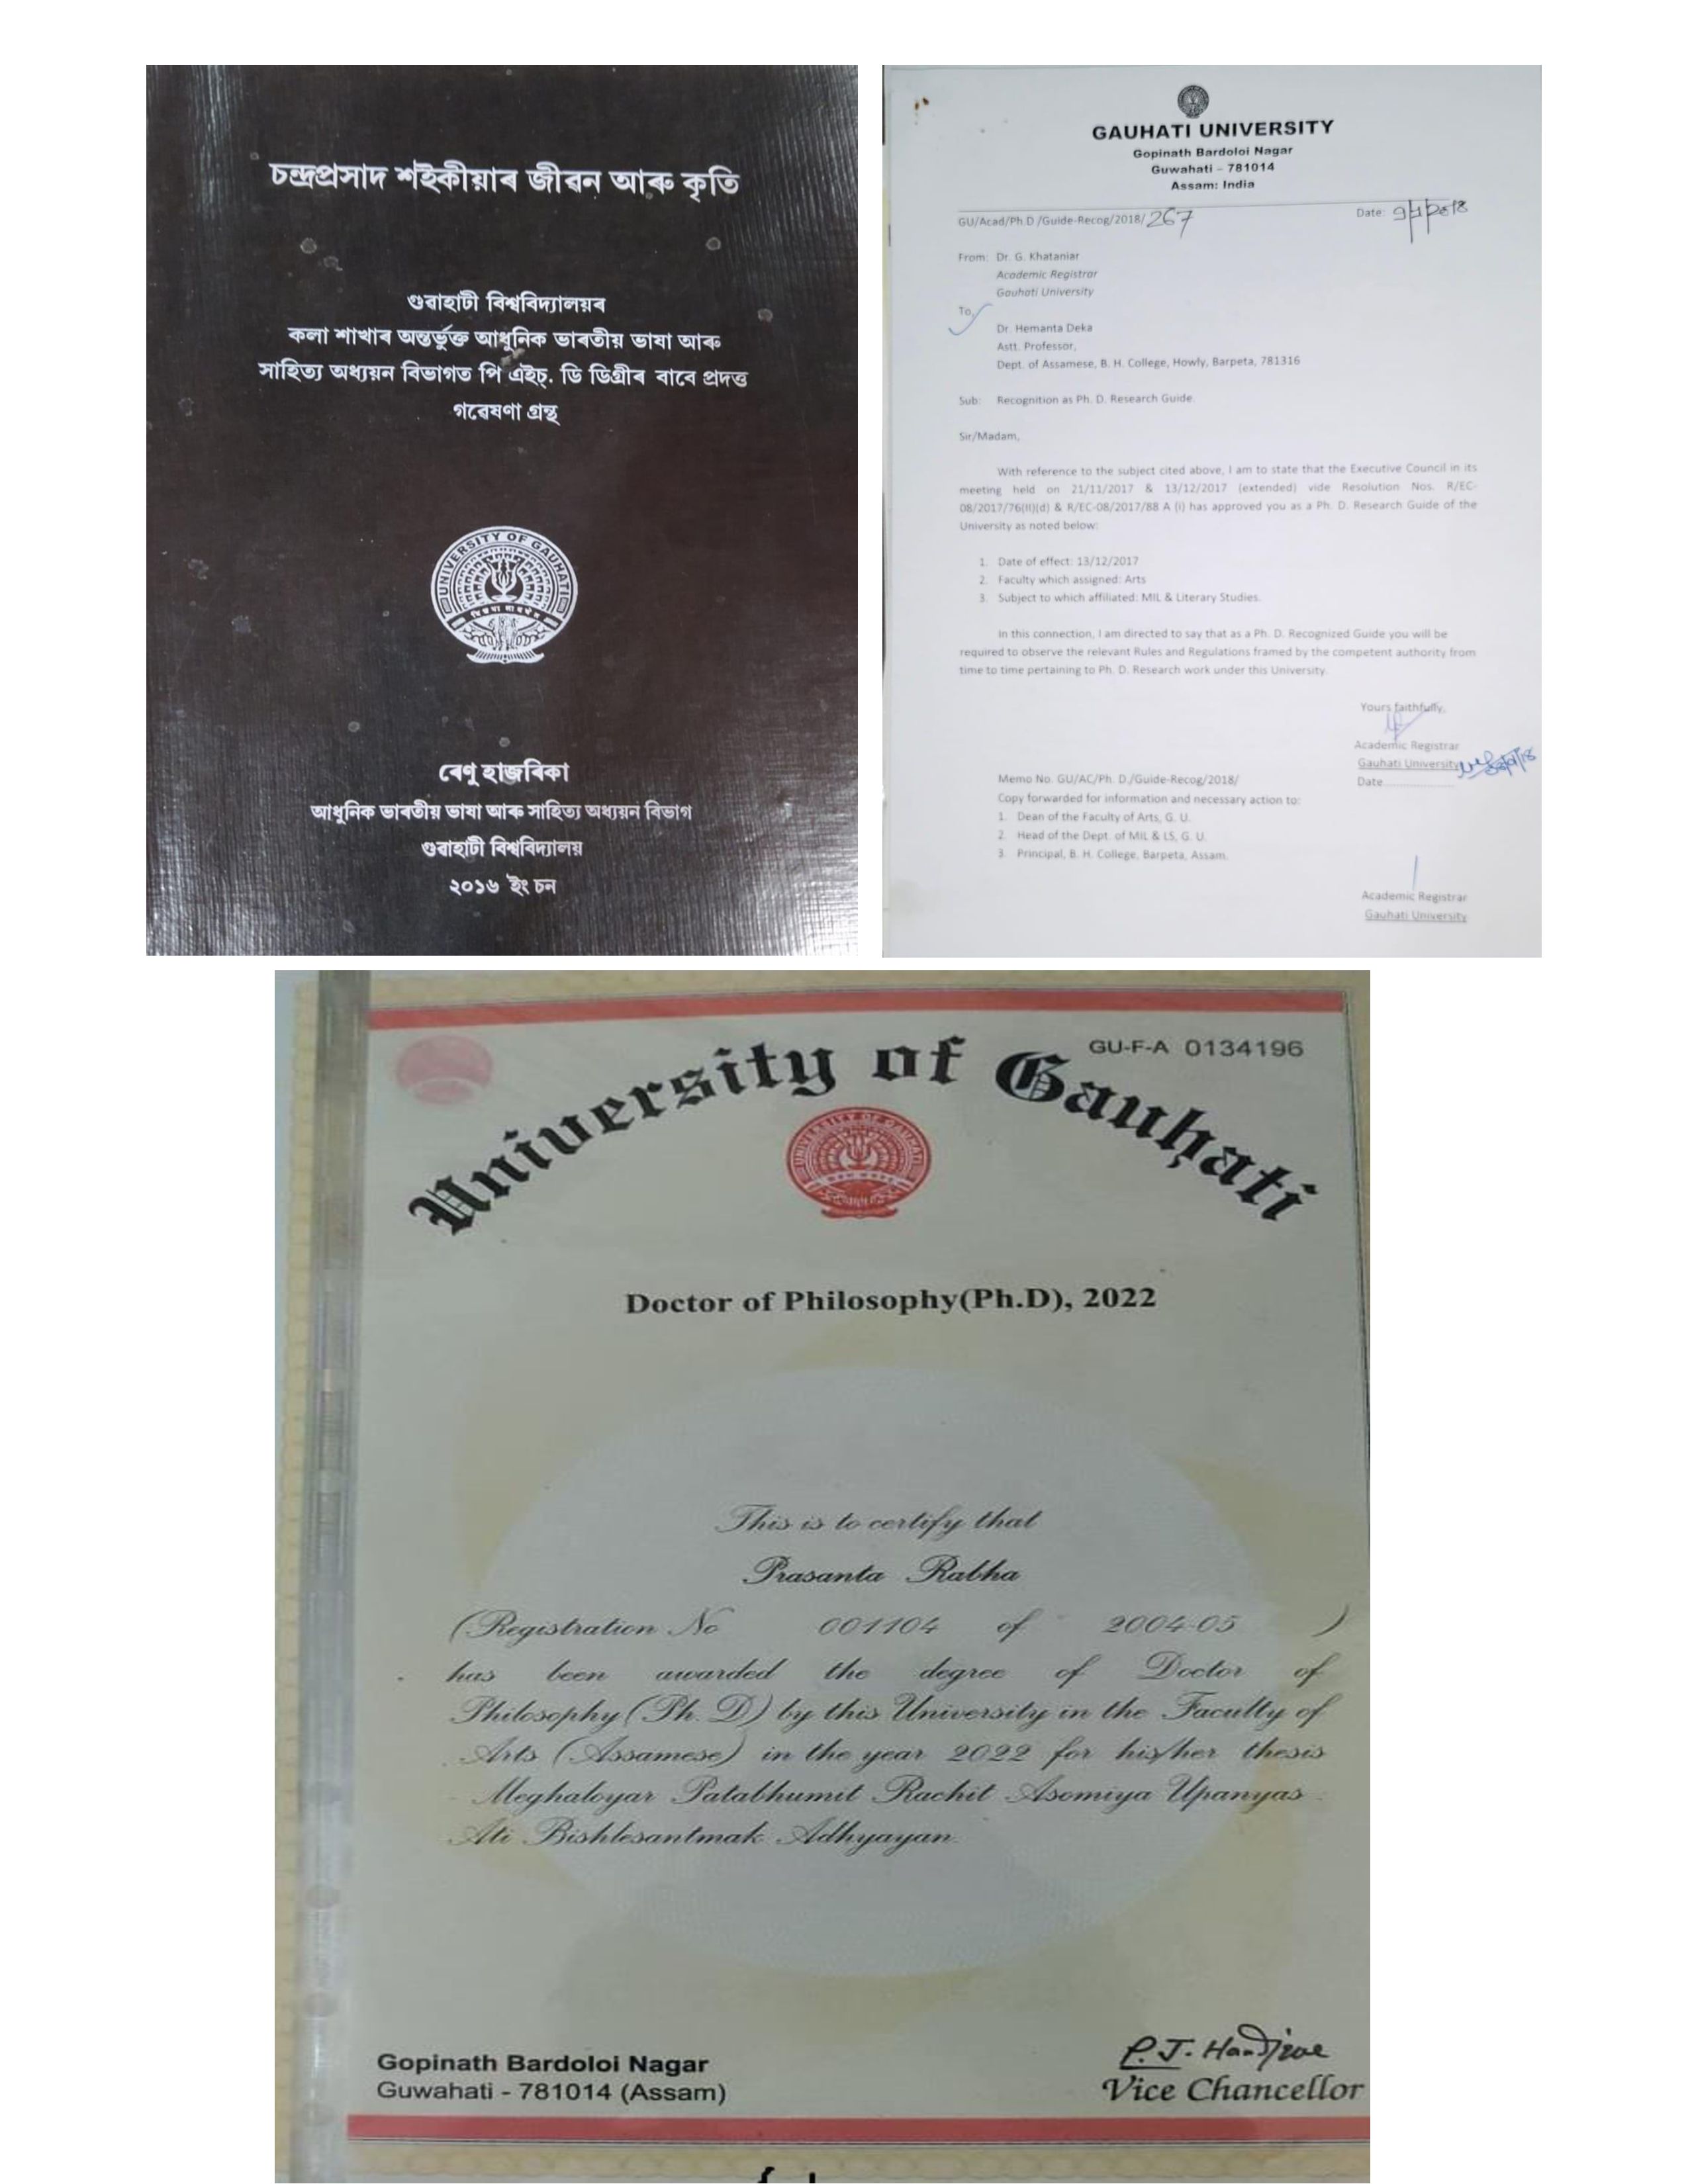 চন্দ্ৰপ্ৰসাদ শইকীয়াৰ জীৱন আৰু কৃতি
গুৱাহাটী বিশ্ববিদ্যালয়ৰ
কলা শাখাৰ অন্তৰ্ভুক্ত আধুনিক ভাৰতীয় ভাষা আৰু
সাহিত্য অধ্যয়ন বিভাগত পি এইচ্. ডি ডিগ্ৰীৰ বাবে প্ৰদত্ত
গৱেষণা গ্ৰন্থ
UNIVERSITY OF GAUHATI
ৰেণু হাজৰিকা
আধুনিক ভাৰতীয় ভাষা আৰু সাহিত্য অধ্যয়ন বিভাগ
গুৱাহাটী বিশ্ববিদ্যালয়
২০১৬ ইং চন
GAUHATI UNIVERSITY
Gopinath Bardoloi Nagar
Guwahati - 781014
Assam: India
GU/Acad/Ph.D./Guide-Recog/2018/267 Date: 9/1/2018
From: Dr. G. Khataniar
Academic Registrar
Gauhati University
To,
Dr. Hemanta Deka
Astt. Professor,
Dept. of Assamese, B. H. College, Howly, Barpeta, 781316
Sub: Recognition as Ph. D. Research Guide.
Sir/Madam,
With reference to the subject cited above, I am to state that the Executive Council in its
meeting held on 21/11/2017 & 13/12/2017 (extended) vide Resolution Nos. R/EC-
08/2017/76(II)(d) & R/EC-08/2017/88 A (i) has approved you as a Ph. D. Research Guide of the
University as noted below:
1. Date of effect: 13/12/2017
2. Faculty which assigned: Arts
3. Subject to which affiliated: MIL & Literary Studies.
In this connection, I am directed to say that as a Ph. D. Recognized Guide you will be
required to observe the relevant Rules and Regulations framed by the competent authority from
time to time pertaining to Ph. D. Research work under this University.
Yours faithfully,
Academic Registrar
Gauhati University
Date
Memo No. GU/AC/Ph. D./Guide-Recog/2018/
Copy forwarded for information and necessary action to:
1. Dean of the Faculty of Arts, G. U.
2. Head of the Dept. of MIL & LS, G. U.
3. Principal, B. H. College, Barpeta, Assam.
Academic Registrar
Gauhati University
GU-F-A 0134196
University of Gauhati
UNIVERSITY OF GAUHATI
Doctor of Philosophy(Ph.D), 2022
This is to certify that
Prasanta Rabha
(Registration No 001104 of 2004-05 )
has been awarded the degree of Doctor of
Philosophy (Ph. D) by this University in the Faculty of
Arts (Assamese) in the year 2022 for his/her thesis
Meghaloyar Patabhumit Rachit Asomiya Upanyas
Ati Bishlesantmak Adhyayan.
P.J. Handique
Gopinath Bardoloi Nagar
Guwahati - 781014 (Assam)
Vice Chancellor